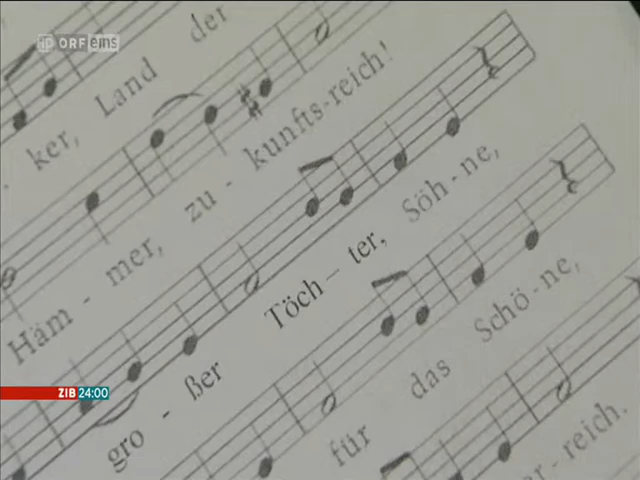 ORF eins
der
- ker, Land
zu - kunfts-reich!
Häm - mer,
Töch - ter, Söh-ne,
gro - ßer
für das Schö-ne,
er-reich.
ZIB 24:00